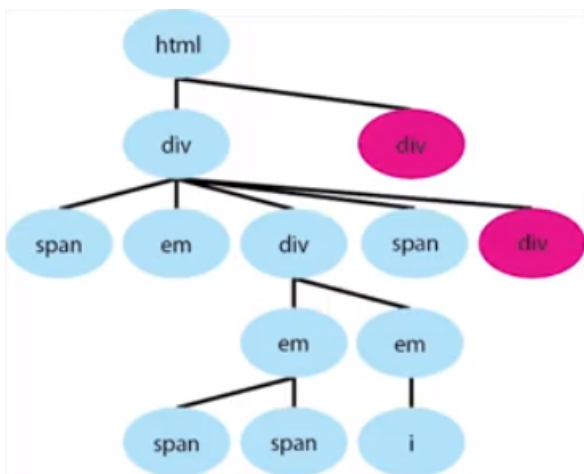 html
div div
span em div span div
em em
span span i